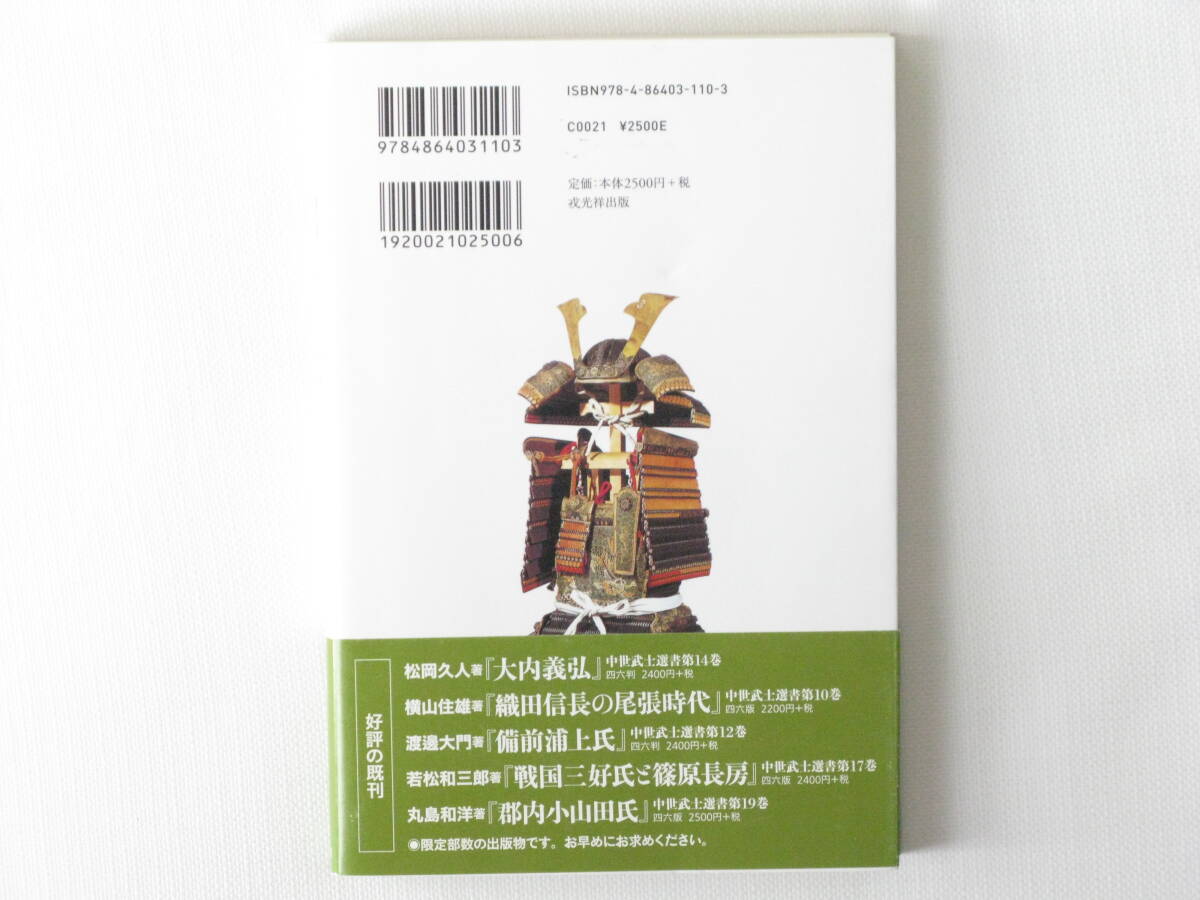 ISBN978-4-86403-110-3
9784864031103
C0021 ¥2500E
定価:本体2500円+税
戎光祥出版
1920021025006
好評の既刊
松岡久人著『大内義弘』中世武士選書第14巻 四六判 2400円+税
横山住雄著『織田信長の尾張時代』中世武士選書第10巻 四六版 2200円+税
渡邊大門著『備前浦上氏』中世武士選書第12巻 四六判 2400円+税
若松和三郎著『戦国三好氏と篠原長房』中世武士選書第17巻 四六版 2400円+税
丸島和洋著『郡内小山田氏』中世武士選書第19巻 四六版 2500円+税
◉限定部数の出版物です。お早めにお求めください。